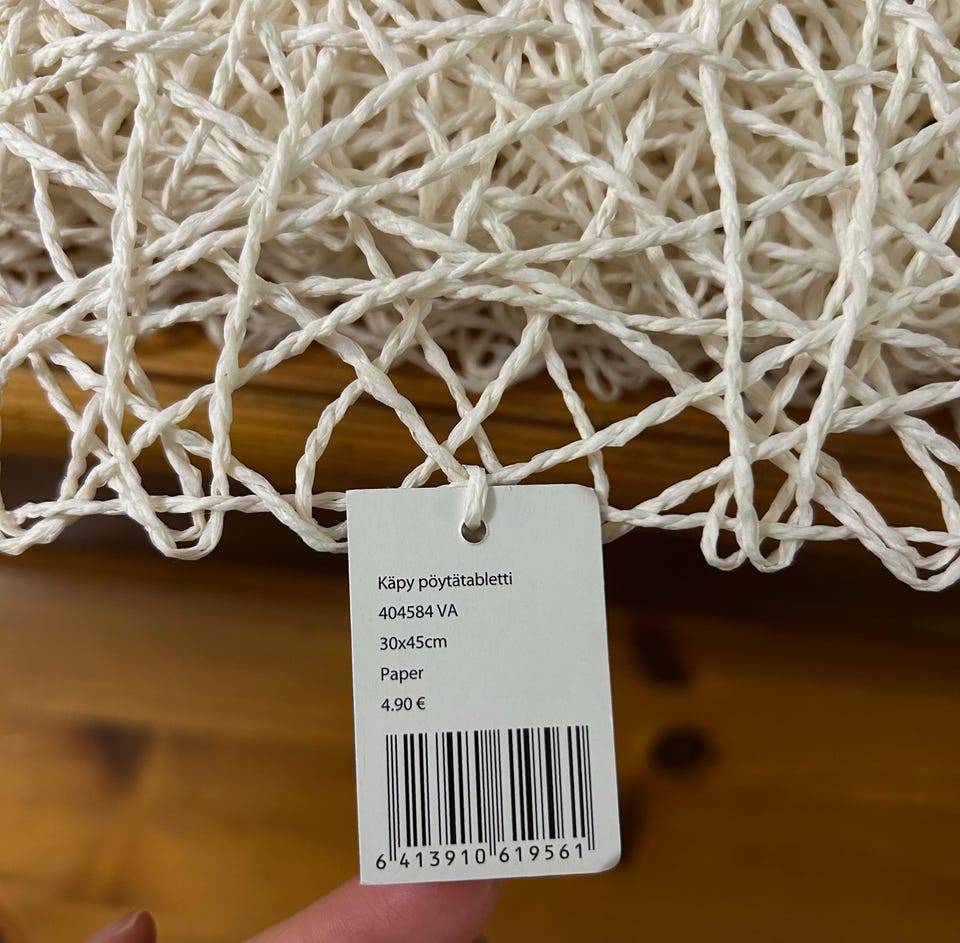 Käpy pöytätabletti
404584 VA
30x45cm
Paper
4.90 €
6 413910 619561